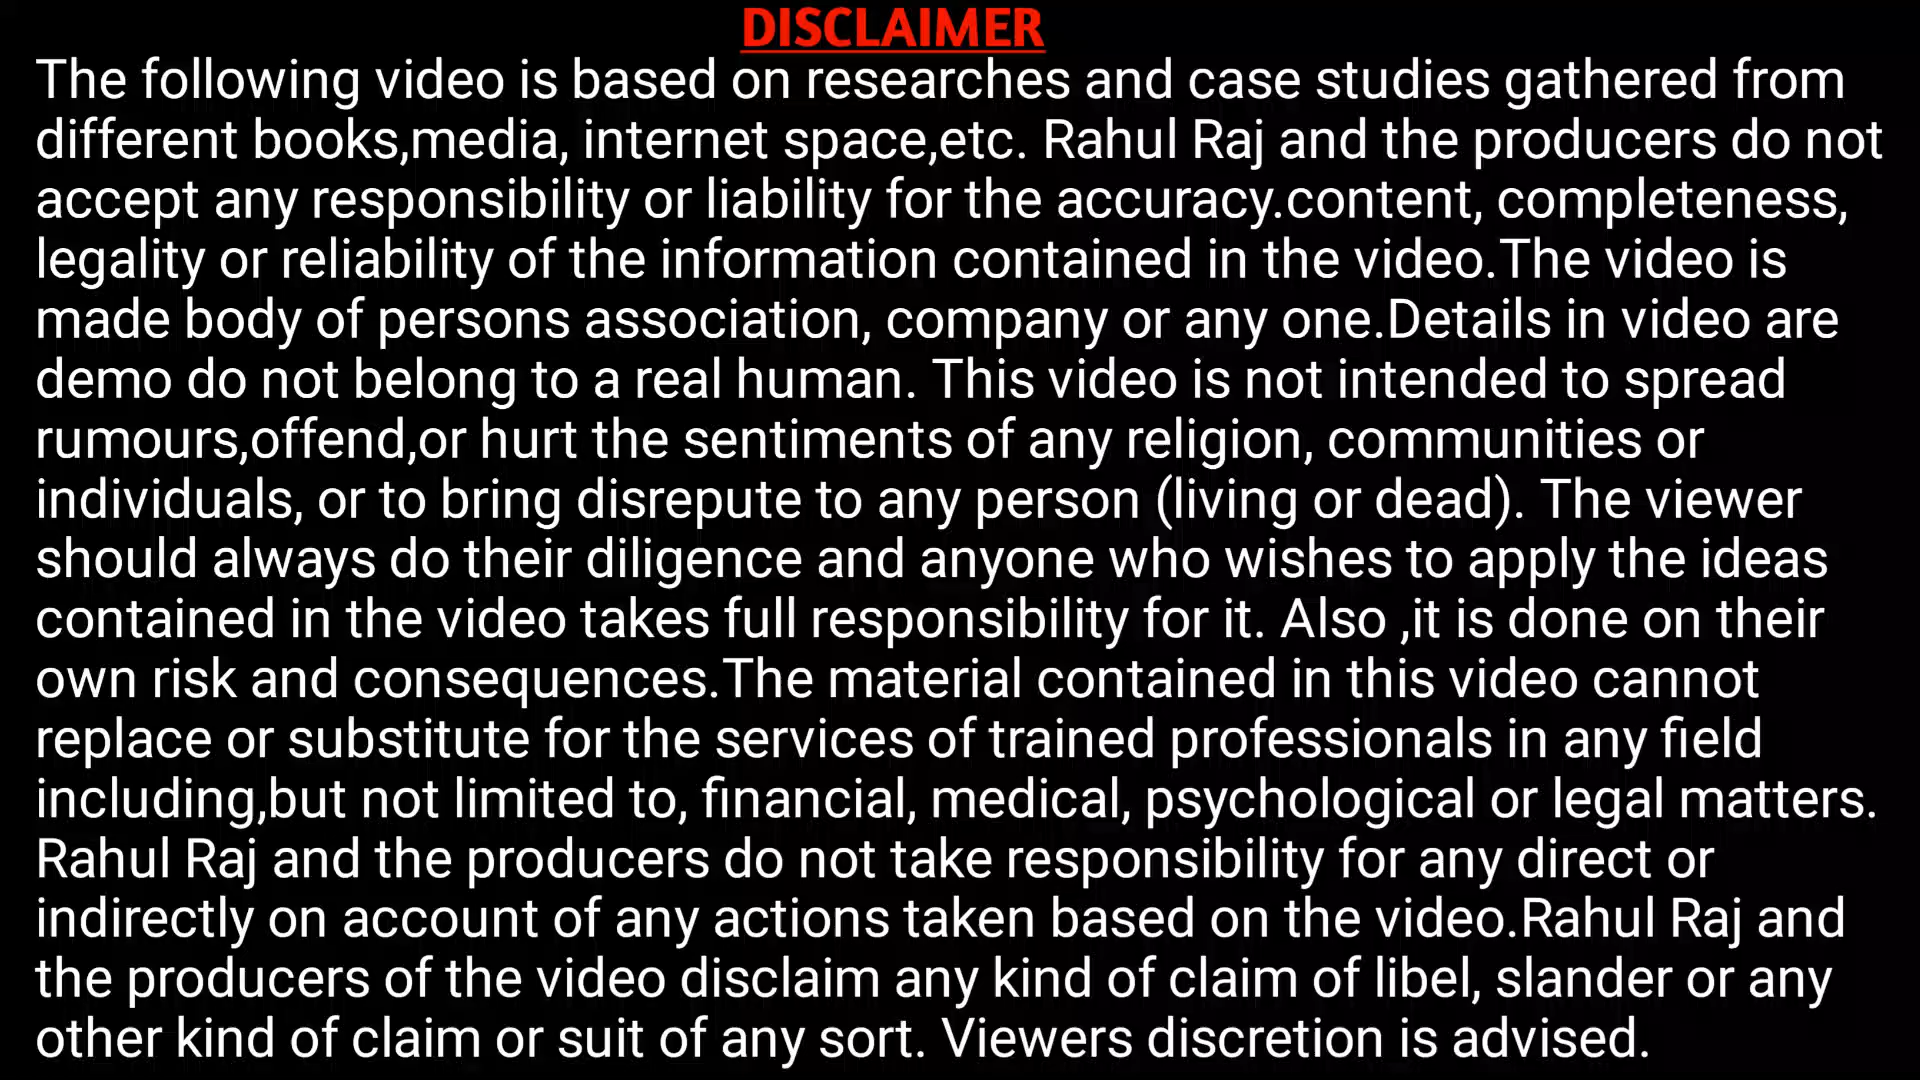 DISCLAIMER
The following video is based on researches and case studies gathered from
different books,media, internet space,etc. Rahul Raj and the producers do not
accept any responsibility or liability for the accuracy.content, completeness,
legality or reliability of the information contained in the video.The video is
made body of persons association, company or any one.Details in video are
demo do not belong to a real human. This video is not intended to spread
rumours,offend,or hurt the sentiments of any religion, communities or
individuals, or to bring disrepute to any person (living or dead). The viewer
should always do their diligence and anyone who wishes to apply the ideas
contained in the video takes full responsibility for it. Also ,it is done on their
own risk and consequences.The material contained in this video cannot
replace or substitute for the services of trained professionals in any field
including,but not limited to, financial, medical, psychological or legal matters.
Rahul Raj and the producers do not take responsibility for any direct or
indirectly on account of any actions taken based on the video.Rahul Raj and
the producers of the video disclaim any kind of claim of libel, slander or any
other kind of claim or suit of any sort. Viewers discretion is advised.